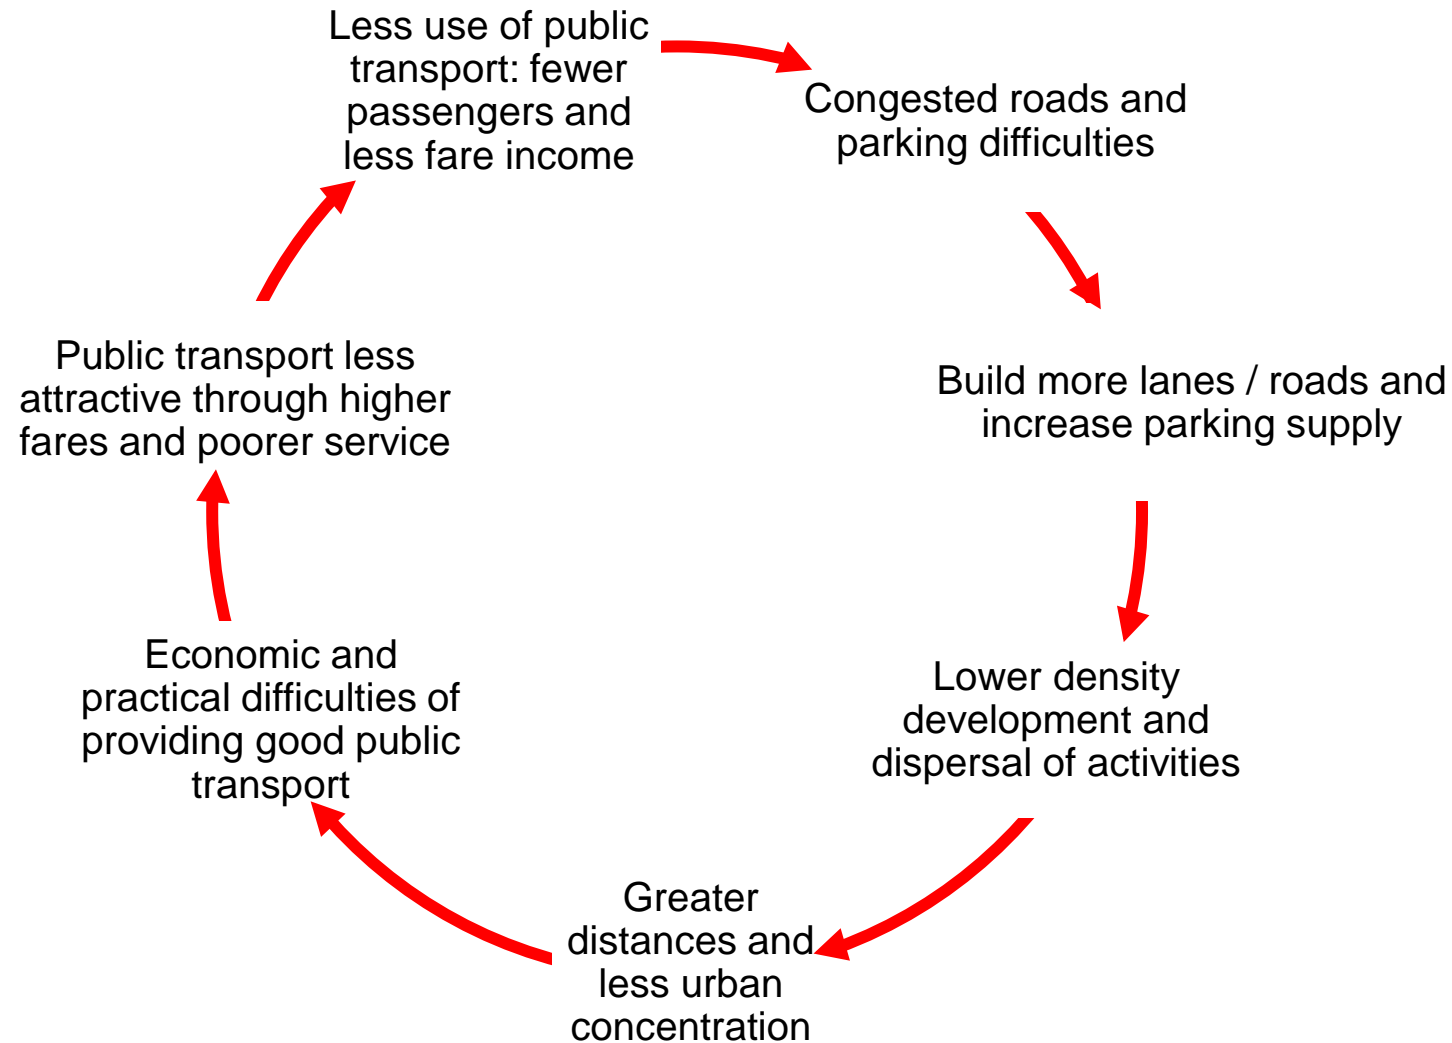 Less use of public
transport: fewer
passengers and
less fare income
Congested roads and
parking difficulties
Build more lanes / roads and
increase parking supply
Lower density
development and
dispersal of activities
Greater
distances and
less urban
concentration
Economic and
practical difficulties of
providing good public
transport
Public transport less
attractive through higher
fares and poorer service